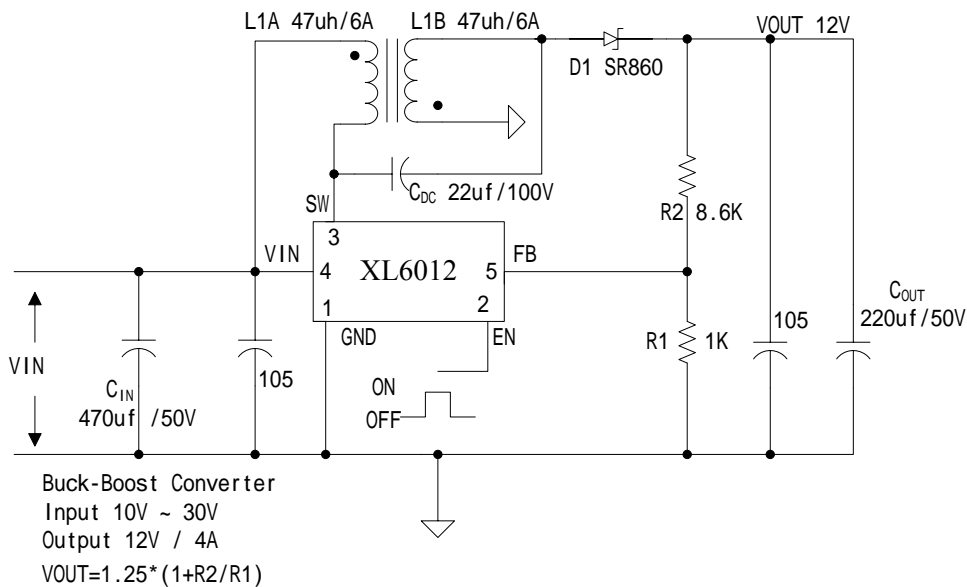 L1A 47uh/6A L1B 47uh/6A
VOUT 12V
D1 SR860
CDC 22uf/100V
SW
3
R2 8.6K
VIN
4
XL6012
5
FB
1
2
GND
EN
COUT
220uf/50V
105
R1 1K
VIN
CIN
470uf /50V
105
ON
OFF
105
Buck-Boost Converter
Input 10V ~ 30V
Output 12V / 4A
VOUT=1.25*(1+R2/R1)